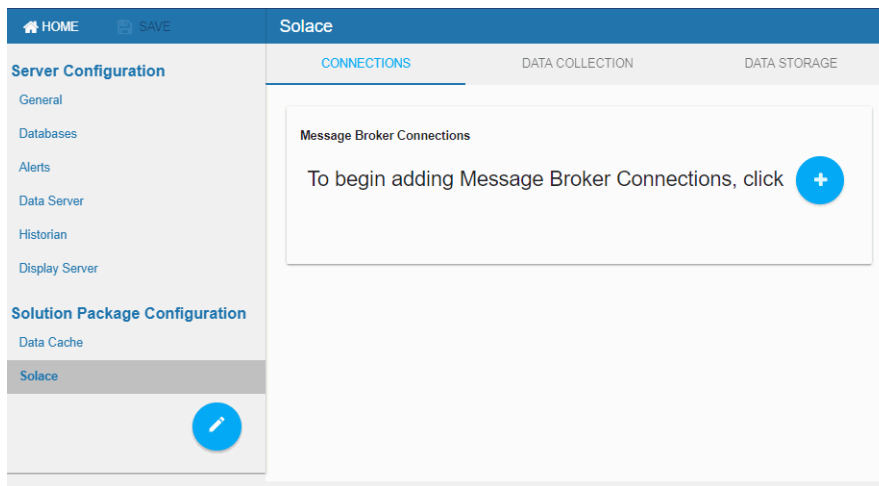 HOME SAVE Solace
Server Configuration
General
Databases
Alerts
Data Server
Historian
Display Server
Solution Package Configuration
Data Cache
Solace
CONNECTIONS DATA COLLECTION DATA STORAGE
Message Broker Connections
To begin adding Message Broker Connections, click +